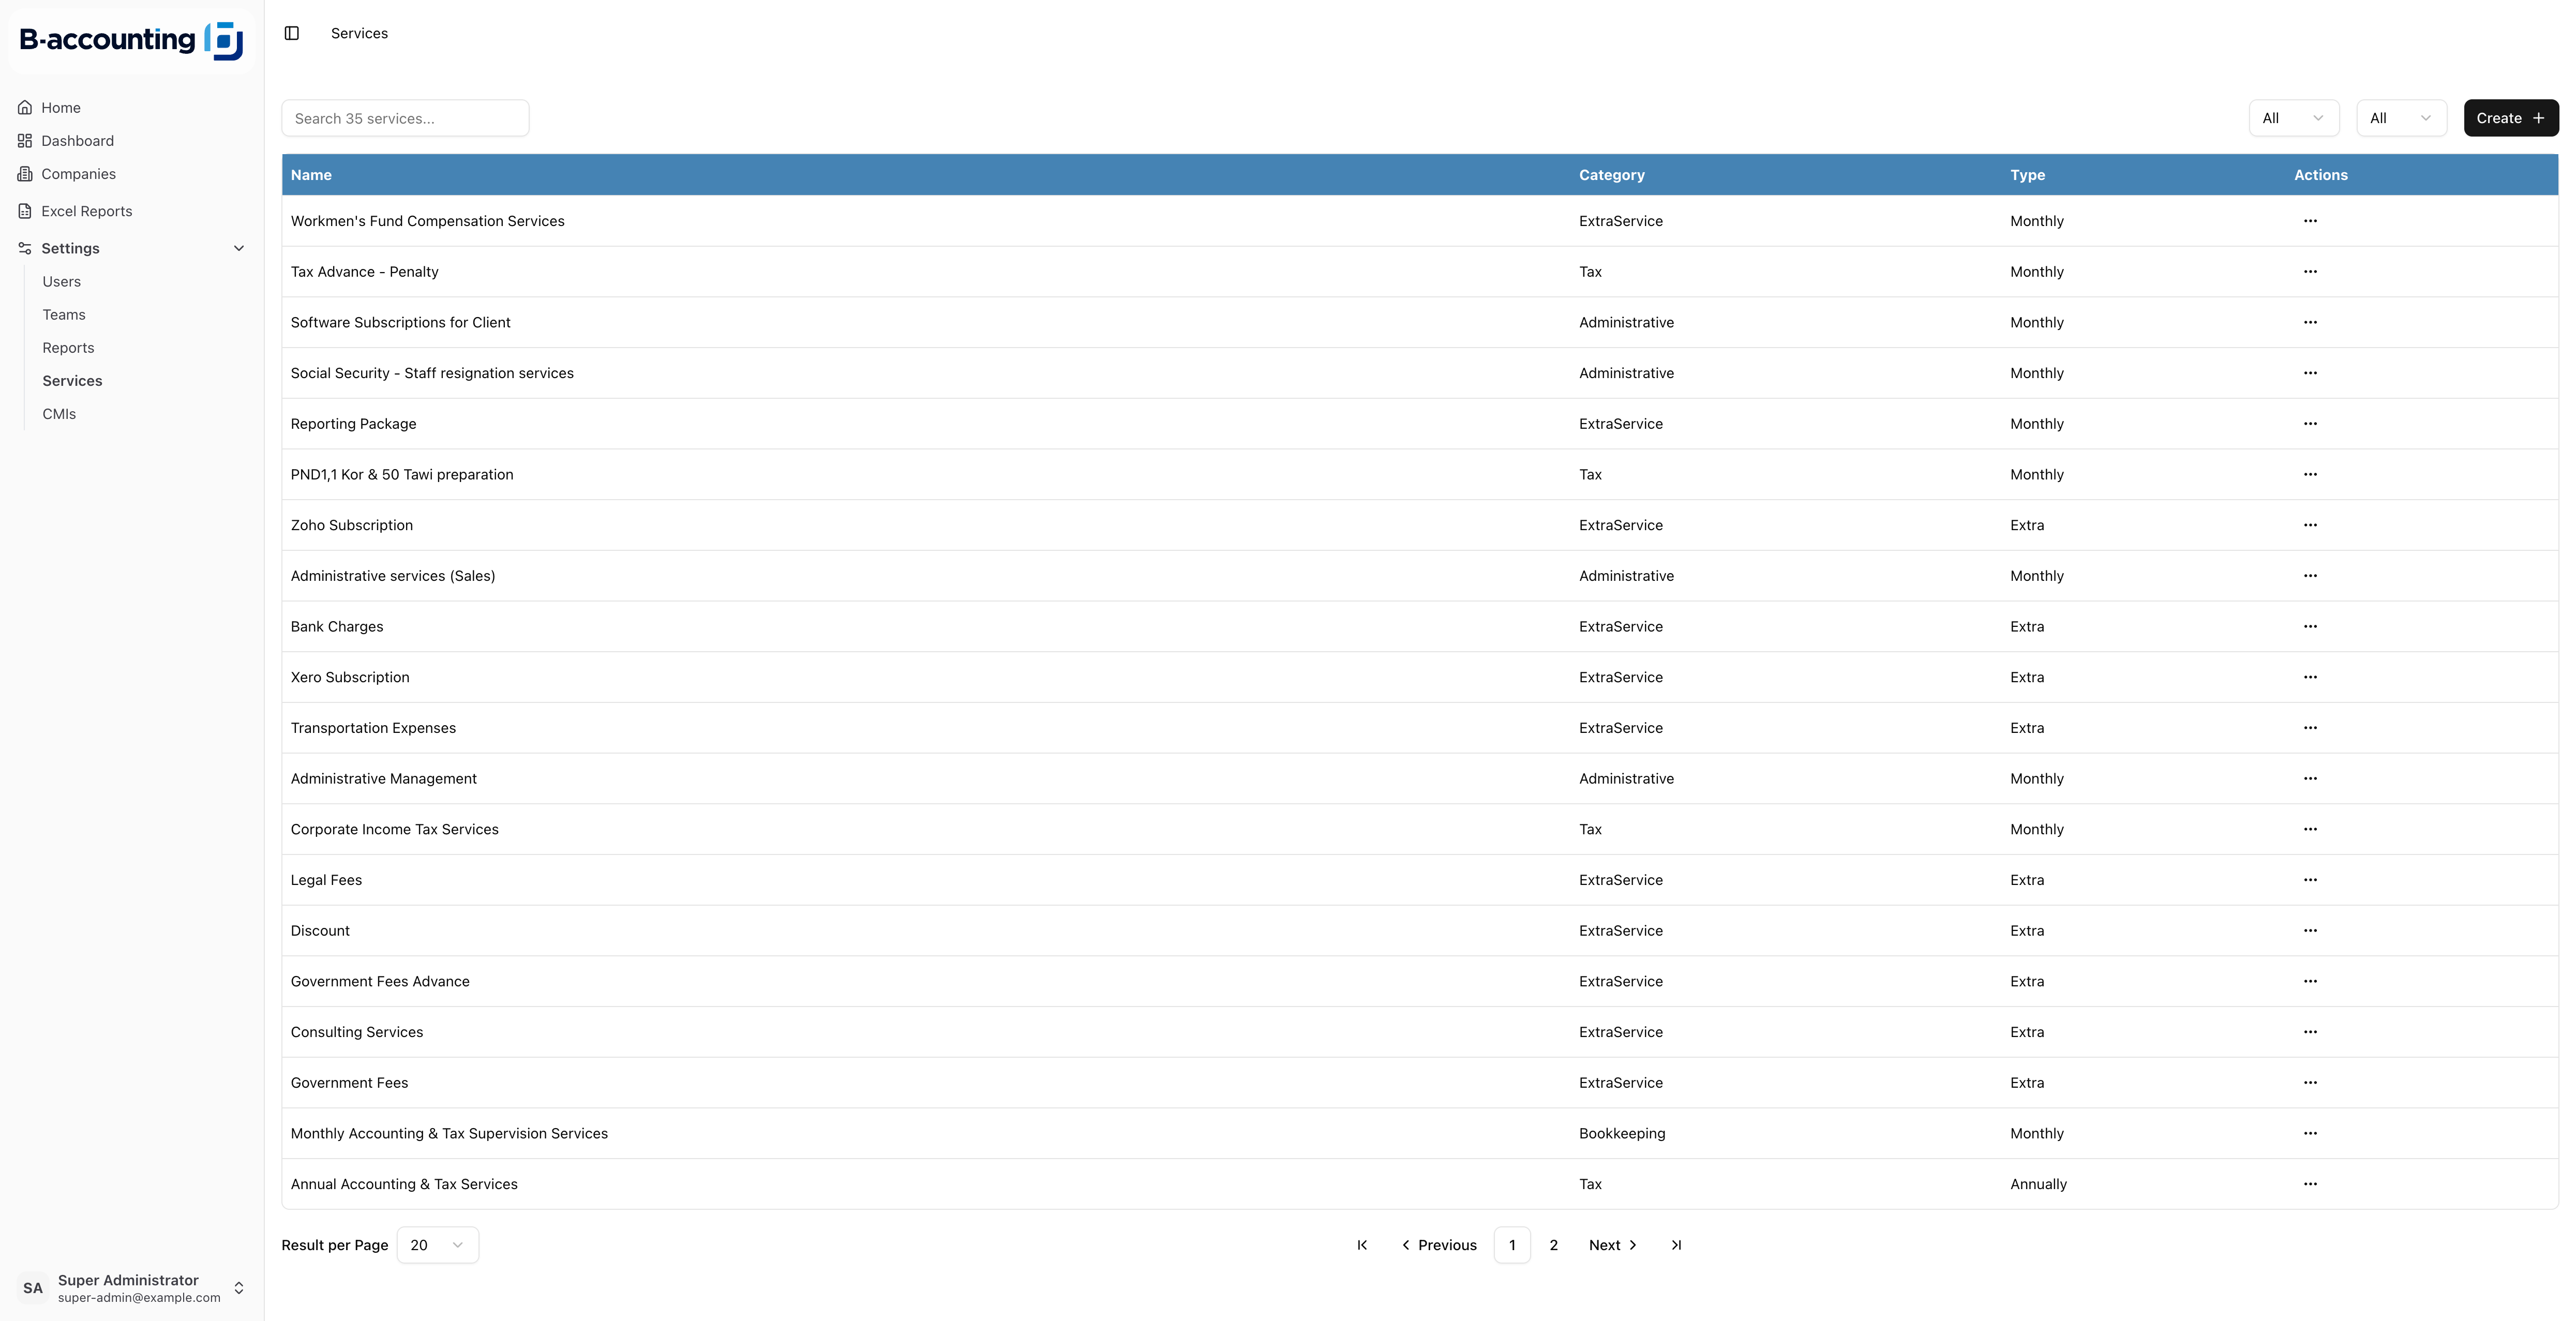 B-accounting
Home
Dashboard
Companies
Excel Reports
Settings
Users
Teams
Reports
Services
CMIs
SA
Super Administrator
super-admin@example.com
Services
Search 35 services...
All
All
Create
Name Category Type Actions
Workmen's Fund Compensation Services ExtraService Monthly
Tax Advance - Penalty Tax Monthly
Software Subscriptions for Client Administrative Monthly
Social Security - Staff resignation services Administrative Monthly
Reporting Package ExtraService Monthly
PND1,1 Kor & 50 Tawi preparation Tax Monthly
Zoho Subscription ExtraService Extra
Administrative services (Sales) Administrative Monthly
Bank Charges ExtraService Extra
Xero Subscription ExtraService Extra
Transportation Expenses ExtraService Extra
Administrative Management Administrative Monthly
Corporate Income Tax Services Tax Monthly
Legal Fees ExtraService Extra
Discount ExtraService Extra
Government Fees Advance ExtraService Extra
Consulting Services ExtraService Extra
Government Fees ExtraService Extra
Monthly Accounting & Tax Supervision Services Bookkeeping Monthly
Annual Accounting & Tax Services Tax Annually
Result per Page 20 Previous 1 2 Next